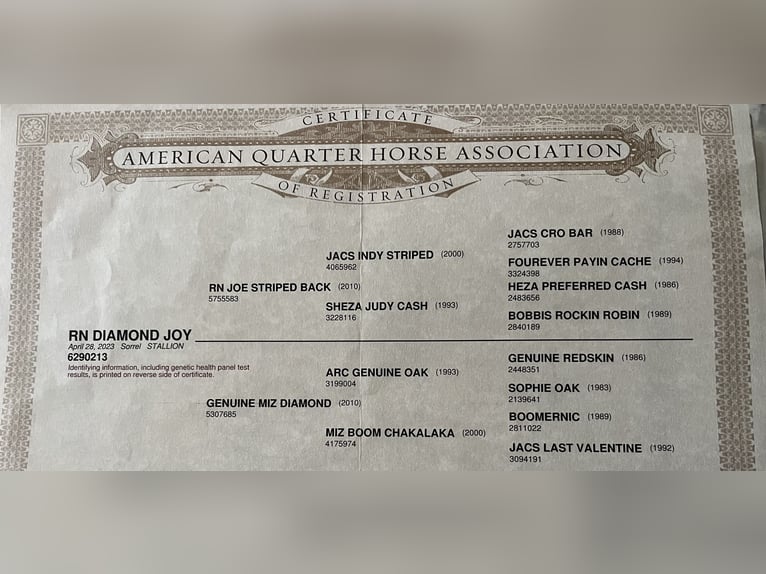 CERTIFICATE
AMERICAN QUARTER HORSE ASSOCIATION
OF REGISTRATION
JACS CRO BAR (1988)
2757703
JACS INDY STRIPED (2000)
4065962
FOUREVER PAYIN CACHE (1994)
3324398
RN JOE STRIPED BACK (2010)
5755583
HEZA PREFERRED CASH (1986)
2483656
SHEZA JUDY CASH (1993)
3228116
BOBBIS ROCKIN ROBIN (1989)
2840189
RN DIAMOND JOY
April 28, 2023 Sorrel STALLION
6290213
Identifying information, including genetic health panel test
results, is printed on reverse side of certificate.
GENUINE REDSKIN (1986)
2448351
ARC GENUINE OAK (1993)
3199004
SOPHIE OAK (1983)
2139641
GENUINE MIZ DIAMOND (2010)
5307685
BOOMERNIC (1989)
2811022
MIZ BOOM CHAKALAKA (2000)
4175974
JACS LAST VALENTINE (1992)
3094191